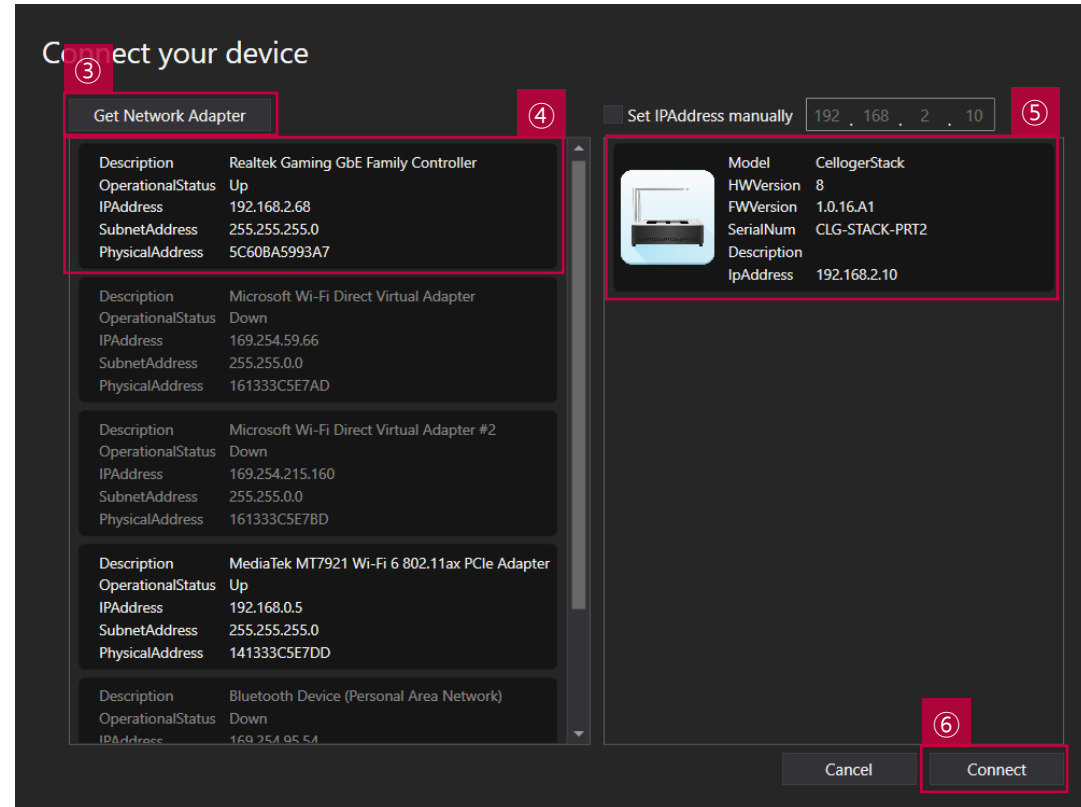 Connect your device
③
Get Network Adapter
④
Set IPAddress manually 192 . 168 . 2 . 10
⑤
Description Realtek Gaming GbE Family Controller
OperationalStatus Up
IPAddress 192.168.2.68
SubnetAddress 255.255.255.0
PhysicalAddress 5C60BA5993A7
Description Microsoft Wi-Fi Direct Virtual Adapter
OperationalStatus Down
IPAddress 169.254.59.66
SubnetAddress 255.255.0.0
PhysicalAddress 161333C5E7AD
Description Microsoft Wi-Fi Direct Virtual Adapter #2
OperationalStatus Down
IPAddress 169.254.215.160
SubnetAddress 255.255.0.0
PhysicalAddress 161333C5E7BD
Description MediaTek MT7921 Wi-Fi 6 802.11ax PCIe Adapter
OperationalStatus Up
IPAddress 192.168.0.5
SubnetAddress 255.255.255.0
PhysicalAddress 141333C5E7DD
Description Bluetooth Device (Personal Area Network)
OperationalStatus Down
IPAddress 169.254.95.54
Model CellogerStack
HWVersion 8
FWVersion 1.0.16.A1
SerialNum CLG-STACK-PRT2
Description
IpAddress 192.168.2.10
⑥
Cancel
Connect